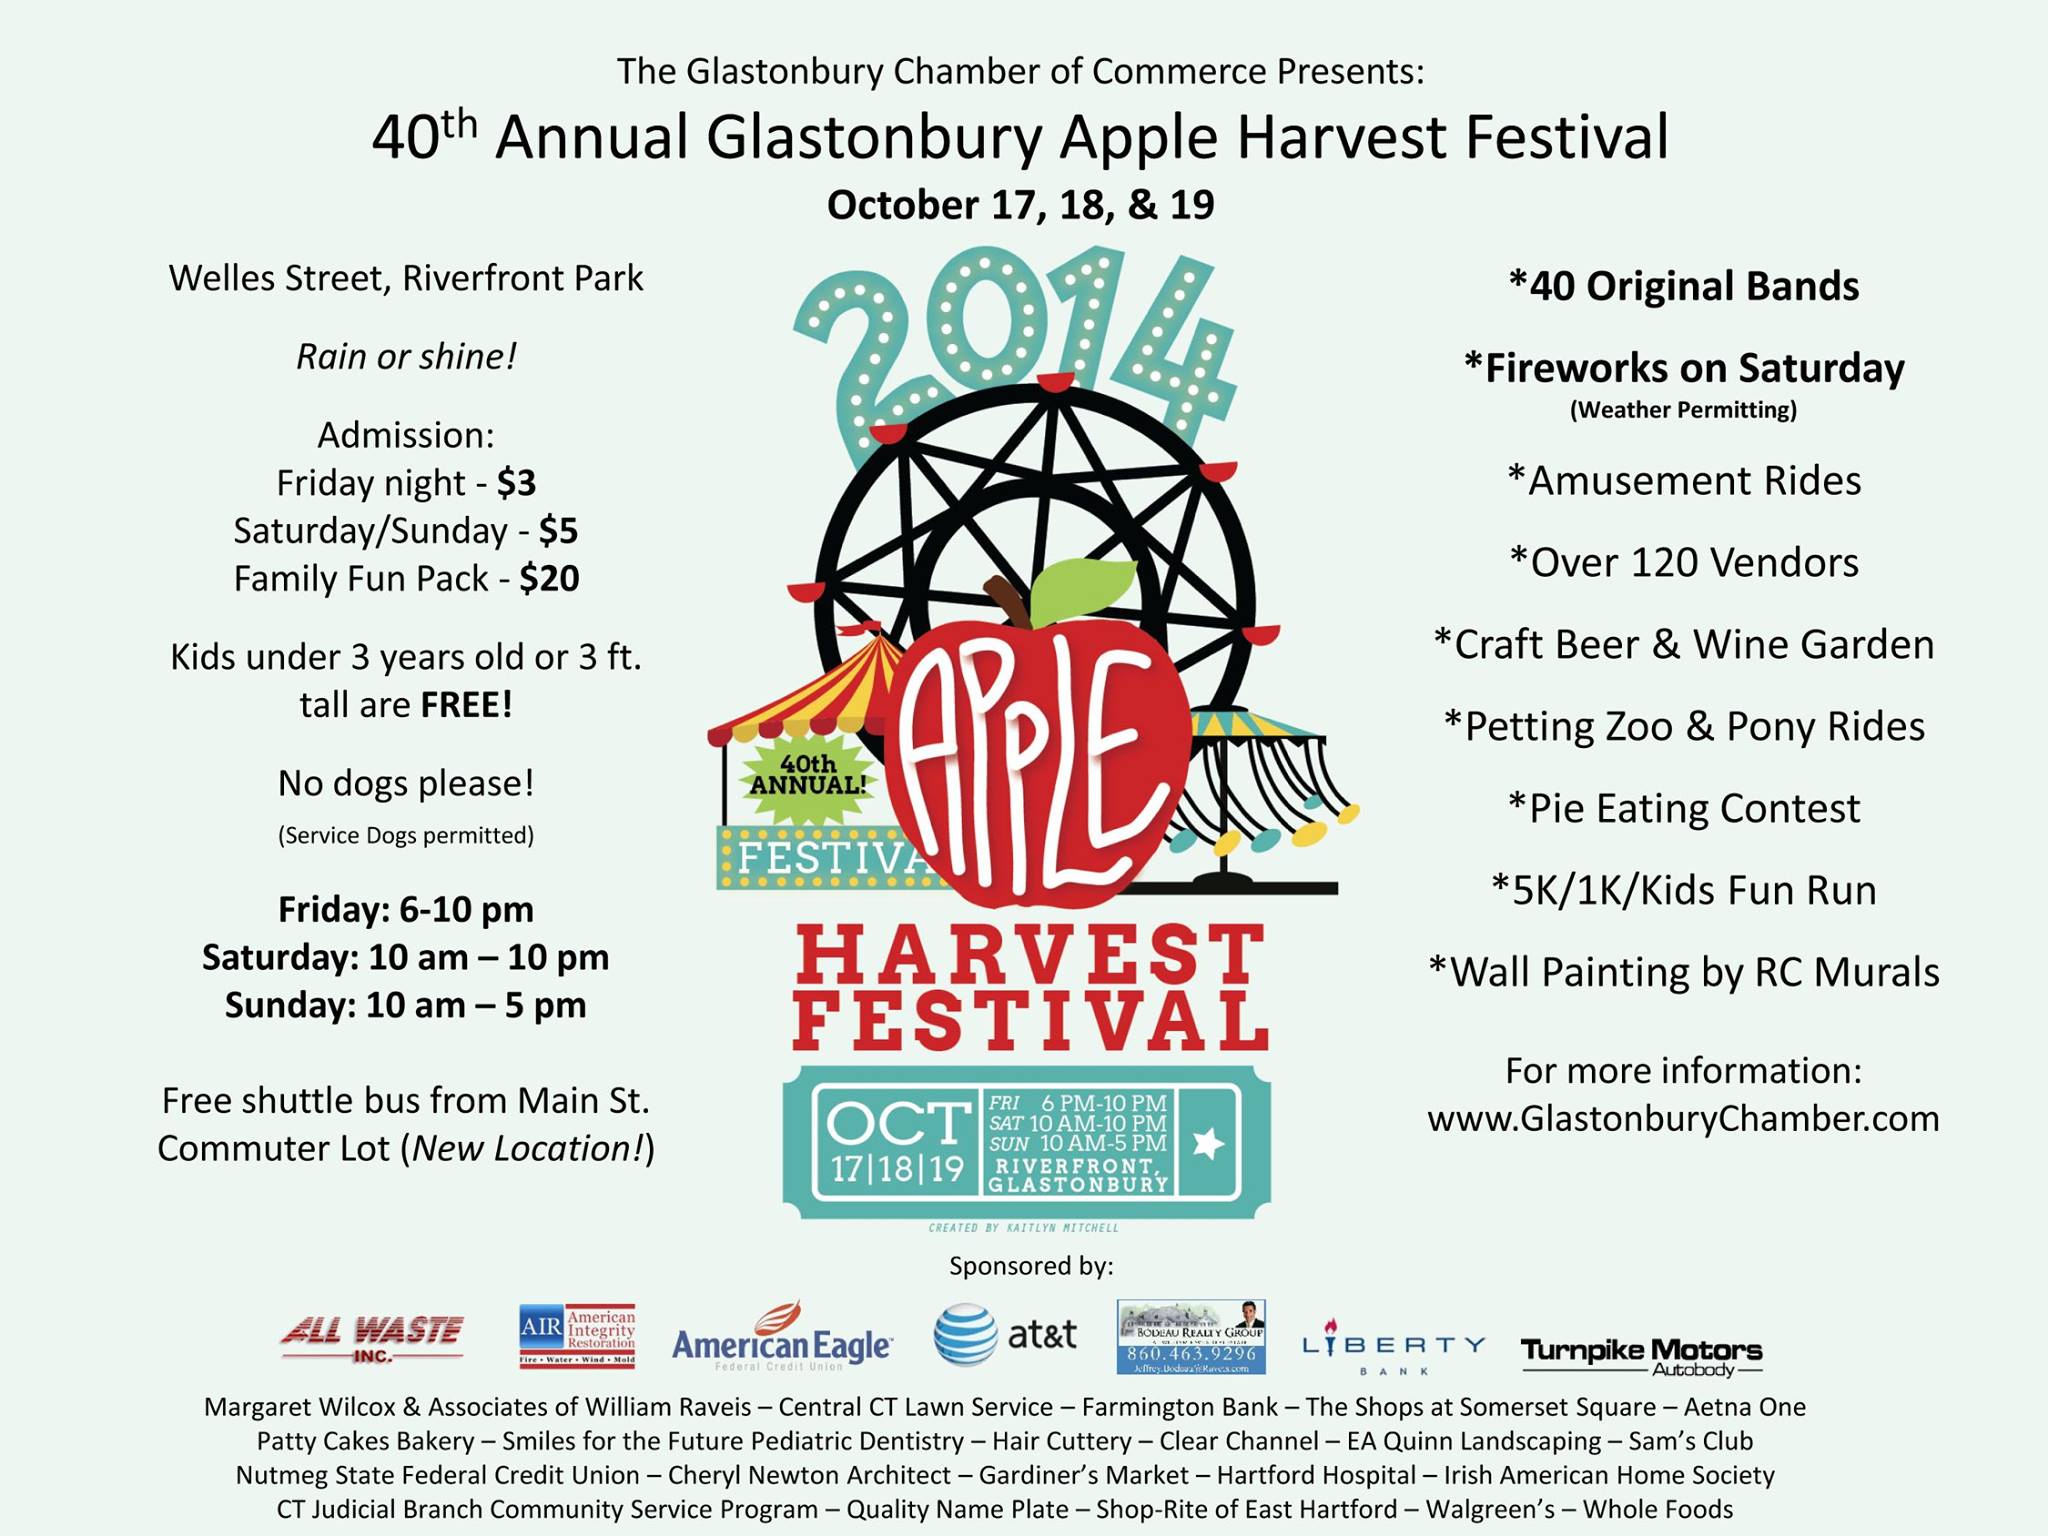 The Glastonbury Chamber of Commerce Presents:
40th Annual Glastonbury Apple Harvest Festival
October 17, 18, & 19
Welles Street, Riverfront Park
Rain or shine!
Admission:
Friday night - $3
Saturday/Sunday - $5
Family Fun Pack - $20
Kids under 3 years old or 3 ft.
tall are FREE!
No dogs please!
(Service Dogs permitted)
Friday: 6-10 pm
Saturday: 10 am – 10 pm
Sunday: 10 am – 5 pm
Free shuttle bus from Main St.
Commuter Lot (New Location!)
2014
40th
ANNUAL!
FESTIVA
APPLE
HARVEST
FESTIVAL
OCT
17|18|19
FRI 6 PM-10 PM
SAT 10 AM-10 PM
SUN 10 AM-5 PM
RIVERFRONT,
GLASTONBURY
CREATED BY KAITLYN MITCHELL
*40 Original Bands
*Fireworks on Saturday
(Weather Permitting)
*Amusement Rides
*Over 120 Vendors
*Craft Beer & Wine Garden
*Petting Zoo & Pony Rides
*Pie Eating Contest
*5K/1K/Kids Fun Run
*Wall Painting by RC Murals
For more information:
www.GlastonburyChamber.com
Sponsored by:
ALL WASTE
INC.
AIR American
Integrity
Restoration
Fire • Water • Wind • Mold
American Eagle™
Federal Credit Union
at&t
BODEAU REALTY GROUP
860.463.9296
Jeffrey.Bodeau@Raveis.com
LIBERTY
BANK
Turnpike Motors
Autobody
Margaret Wilcox & Associates of William Raveis – Central CT Lawn Service – Farmington Bank – The Shops at Somerset Square – Aetna One
Patty Cakes Bakery – Smiles for the Future Pediatric Dentistry – Hair Cuttery – Clear Channel – EA Quinn Landscaping – Sam's Club
Nutmeg State Federal Credit Union – Cheryl Newton Architect – Gardiner's Market – Hartford Hospital – Irish American Home Society
CT Judicial Branch Community Service Program – Quality Name Plate – Shop-Rite of East Hartford – Walgreen's – Whole Foods